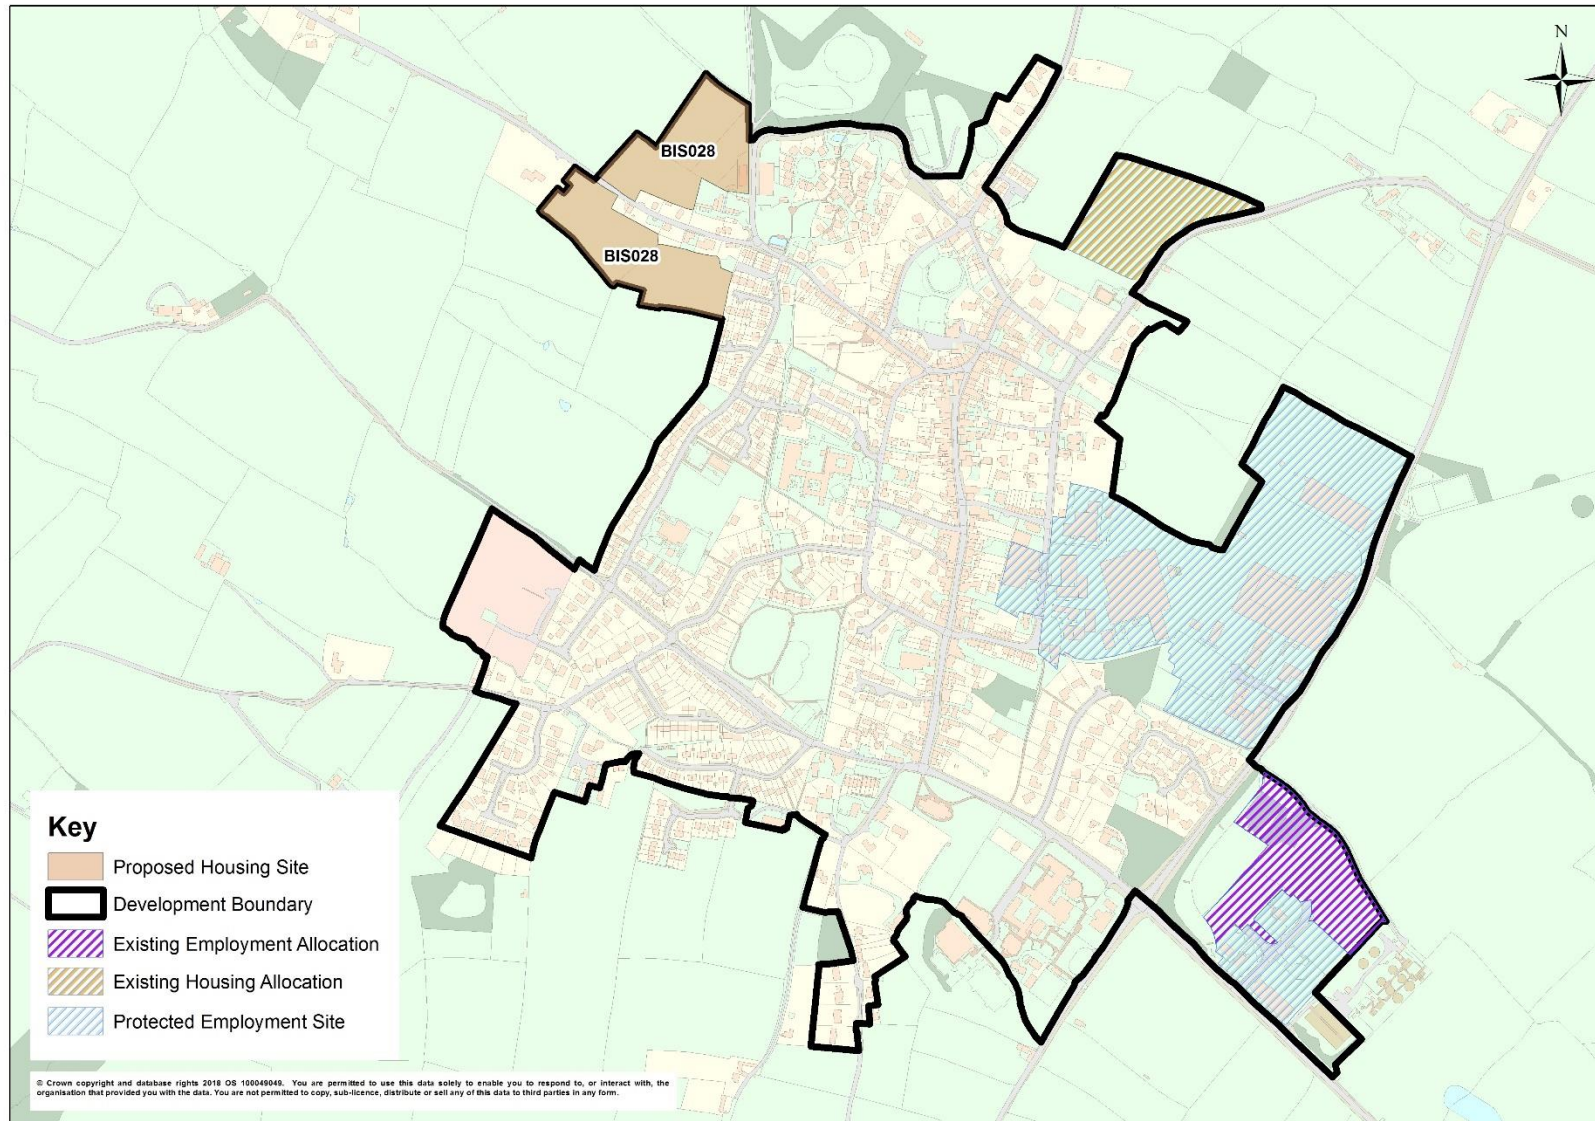 N
BIS028
BIS028
Key
Proposed Housing Site
Development Boundary
Existing Employment Allocation
Existing Housing Allocation
Protected Employment Site
© Crown copyright and database rights 2018 OS 100049049. You are permitted to use this data solely to enable you to respond to, or interact with, the
organisation that provided you with the data. You are not permitted to copy, sub-licence, distribute or sell any of this data to third parties in any form.